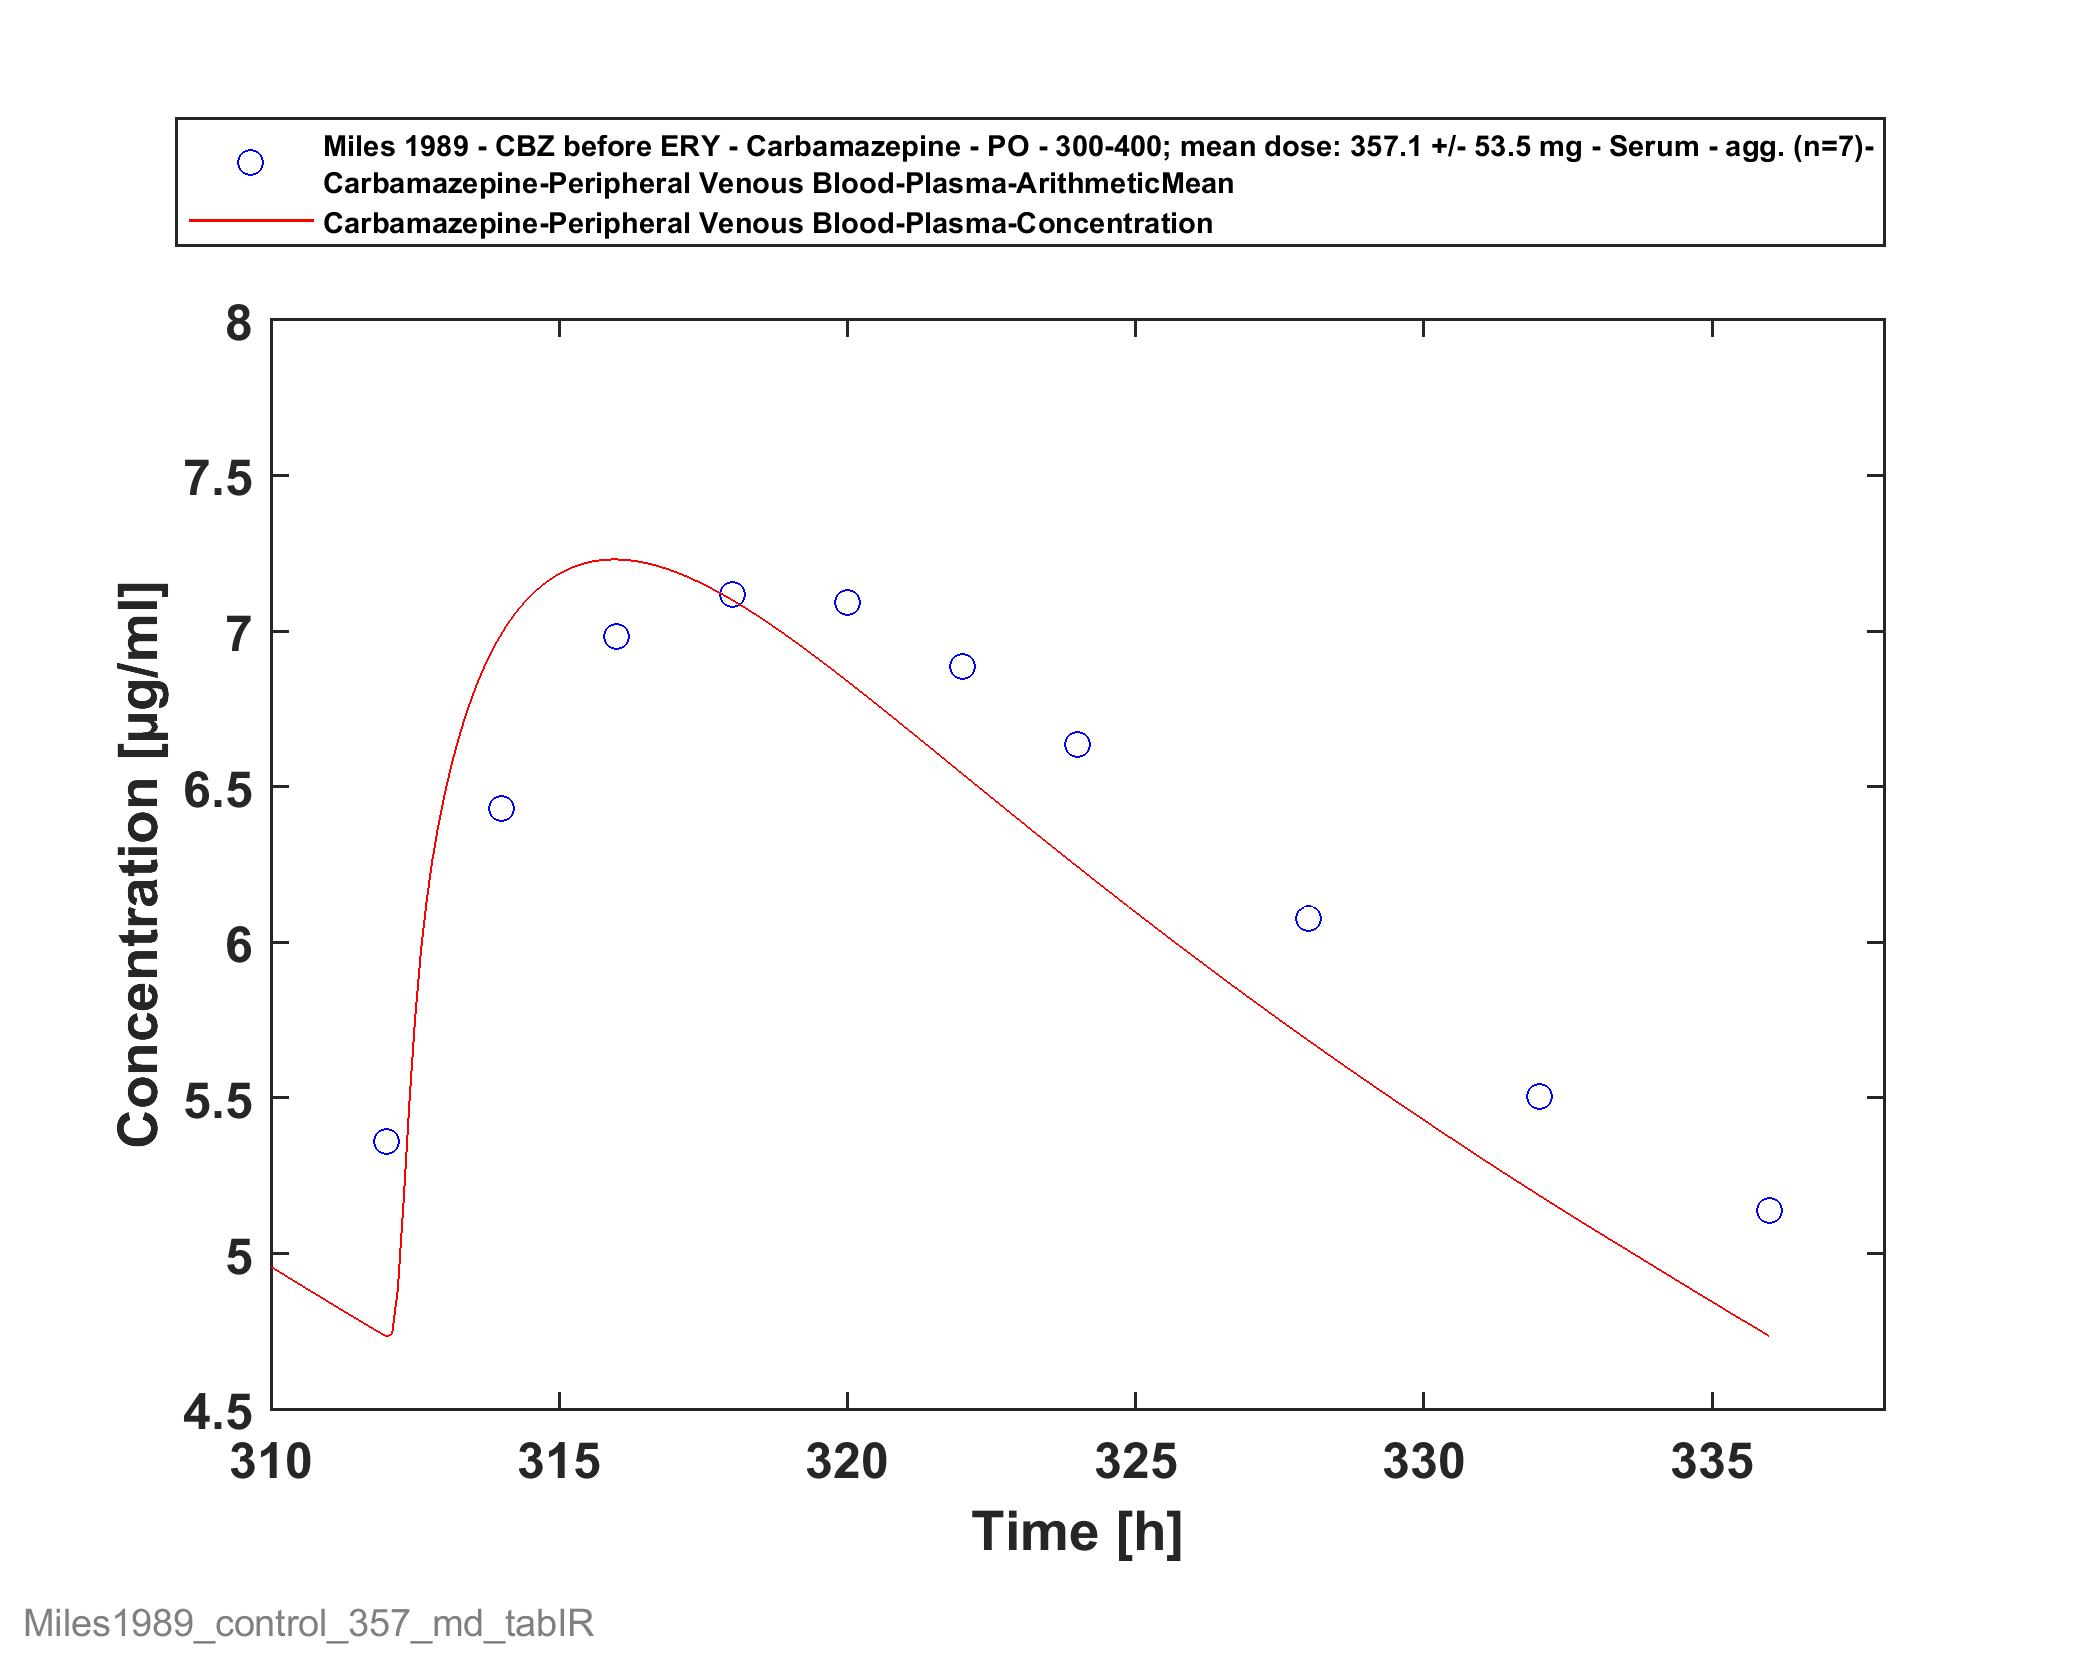 Miles 1989 - CBZ before ERY - Carbamazepine - PO - 300-400; mean dose: 357.1 +/- 53.5 mg - Serum - agg. (n=7)-
Carbamazepine-Peripheral Venous Blood-Plasma-ArithmeticMean
Carbamazepine-Peripheral Venous Blood-Plasma-Concentration
8
7.5
7
6.5
6
5.5
5
4.5
Concentration [µg/ml]
310 315 320 325 330 335
Time [h]
Miles1989_control_357_md_tabIR